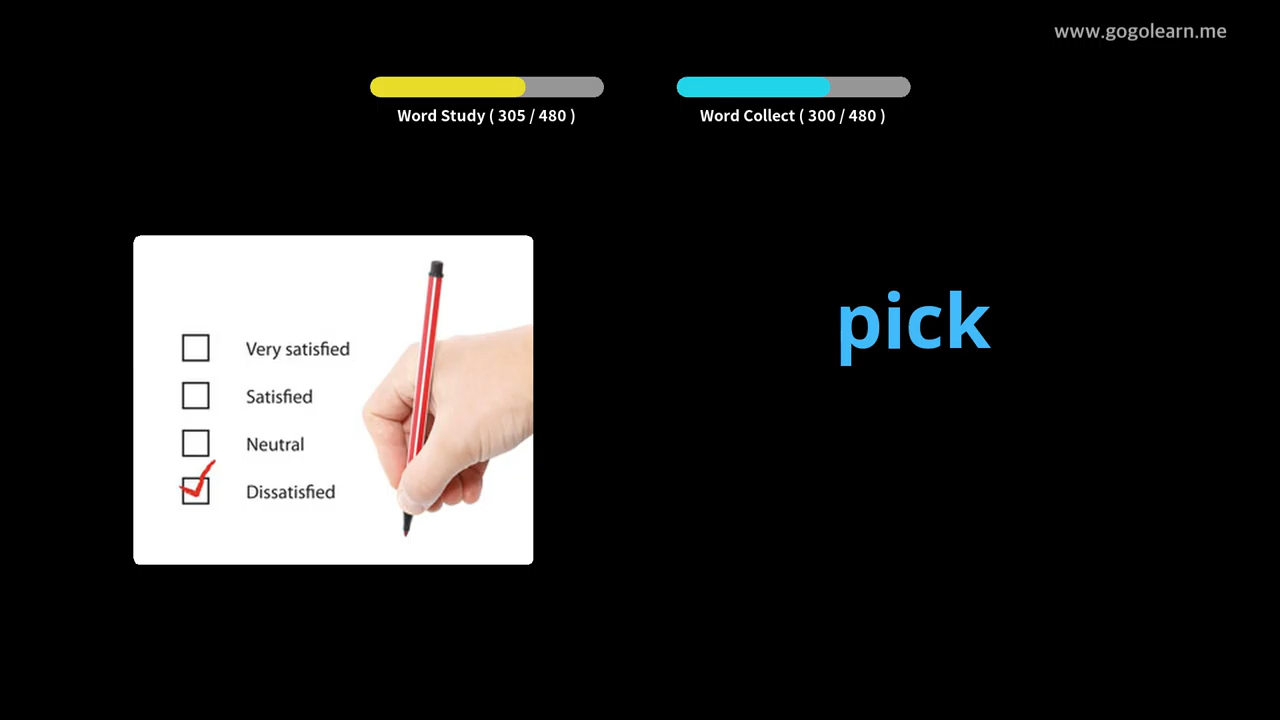 www.gogolearn.me
Word Study ( 305 / 480 )
Word Collect ( 300 / 480 )
pick
Very satisfied
Satisfied
Neutral
Dissatisfied